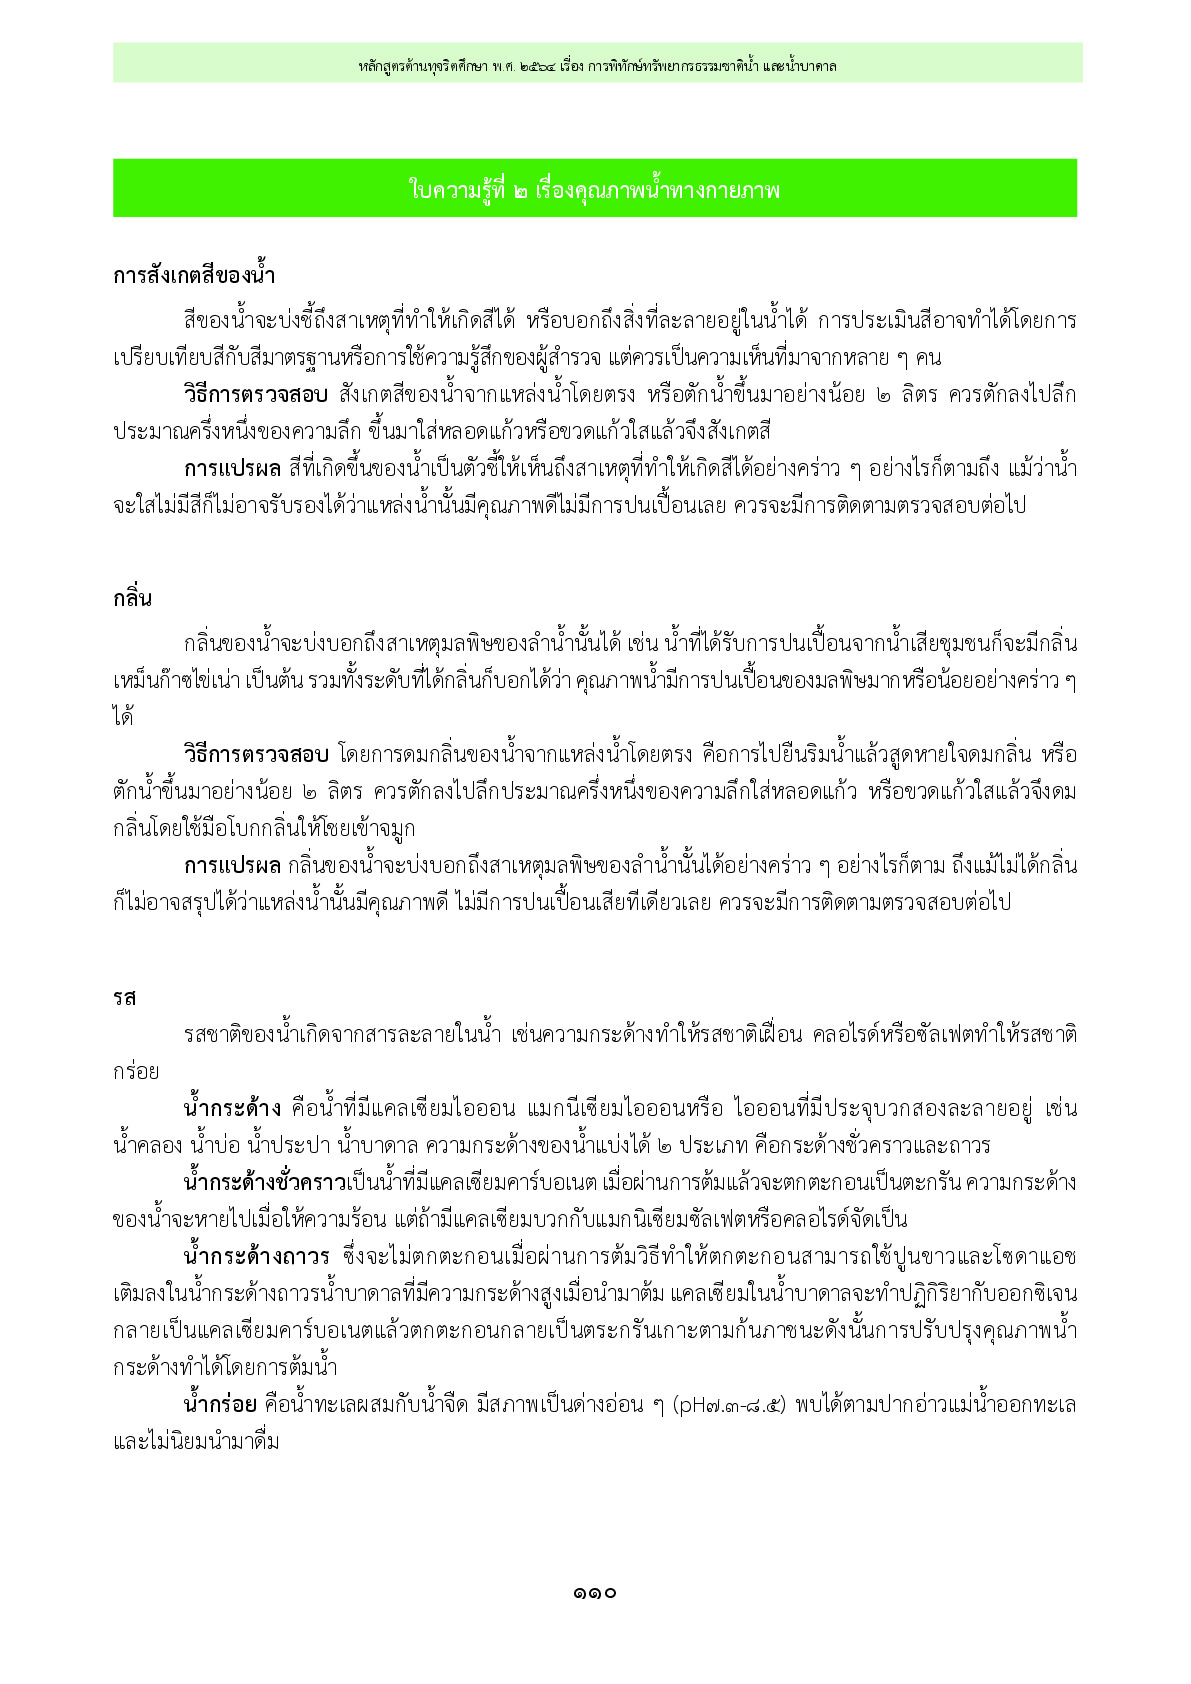 หลักสูตรต้านทุจริตศึกษา พ.ศ. ๒๕๖๔ เรื่อง การพิทักษ์ทรัพยากรธรรมชาติน้ำ และน้ำบาดาล
ใบความรู้ที่ ๒ เรื่องคุณภาพน้ำทางกายภาพ
การสังเกตสีของน้ำ
สีของน้ำจะบ่งชี้ถึงสาเหตุที่ทำให้เกิดสีได้ หรือบอกถึงสิ่งที่ละลายอยู่ในน้ำได้ การประเมินสีอาจทำได้โดยการ
เปรียบเทียบสีกับสีมาตรฐานหรือการใช้ความรู้สึกของผู้สำรวจ แต่ควรเป็นความเห็นที่มาจากหลาย ๆ คน
วิธีการตรวจสอบ สังเกตสีของน้ำจากแหล่งน้ำโดยตรง หรือตักน้ำขึ้นมาอย่างน้อย ๒ ลิตร ควรตักลงไปลึก
ประมาณครึ่งหนึ่งของความลึก ขึ้นมาใส่หลอดแก้วหรือขวดแก้วใสแล้วจึงสังเกตสี
การแปรผล สีที่เกิดขึ้นของน้ำเป็นตัวชี้ให้เห็นถึงสาเหตุที่ทำให้เกิดสีได้อย่างคร่าว ๆ อย่างไรก็ตามถึง แม้ว่าน้ำ
จะใสไม่มีสีก็ไม่อาจรับรองได้ว่าแหล่งน้ำนั้นมีคุณภาพดีไม่มีการปนเปื้อนเลย ควรจะมีการติดตามตรวจสอบต่อไป
กลิ่น
กลิ่นของน้ำจะบ่งบอกถึงสาเหตุมลพิษของลำน้ำนั้นได้ เช่น น้ำที่ได้รับการปนเปื้อนจากน้ำเสียชุมชนก็จะมีกลิ่น
เหม็นก๊าซไข่เน่า เป็นต้น รวมทั้งระดับที่ได้กลิ่นก็บอกได้ว่า คุณภาพน้ำมีการปนเปื้อนของมลพิษมากหรือน้อยอย่างคร่าว ๆ
ได้
วิธีการตรวจสอบ โดยการดมกลิ่นของน้ำจากแหล่งน้ำโดยตรง คือการไปยืนริมน้ำแล้วสูดหายใจดมกลิ่น หรือ
ตักน้ำขึ้นมาอย่างน้อย ๒ ลิตร ควรตักลงไปลึกประมาณครึ่งหนึ่งของความลึกใส่หลอดแก้ว หรือขวดแก้วใสแล้วจึงดม
กลิ่นโดยใช้มือโบกกลิ่นให้โชยเข้าจมูก
การแปรผล กลิ่นของน้ำจะบ่งบอกถึงสาเหตุมลพิษของลำน้ำนั้นได้อย่างคร่าว ๆ อย่างไรก็ตาม ถึงแม้ไม่ได้กลิ่น
ก็ไม่อาจสรุปได้ว่าแหล่งน้ำนั้นมีคุณภาพดี ไม่มีการปนเปื้อนเสียทีเดียวเลย ควรจะมีการติดตามตรวจสอบต่อไป
รส
รสชาติของน้ำเกิดจากสารละลายในน้ำ เช่นความกระด้างทำให้รสชาติเฝื่อน คลอไรด์หรือซัลเฟตทำให้รสชาติ
กร่อย
น้ำกระด้าง คือน้ำที่มีแคลเซียมไอออน แมกนีเซียมไอออนหรือ ไอออนที่มีประจุบวกสองละลายอยู่ เช่น
น้ำคลอง น้ำบ่อ น้ำประปา น้ำบาดาล ความกระด้างของน้ำแบ่งได้ ๒ ประเภท คือกระด้างชั่วคราวและถาวร
น้ำกระด้างชั่วคราวเป็นน้ำที่มีแคลเซียมคาร์บอเนต เมื่อผ่านการต้มแล้วจะตกตะกอนเป็นตะกรัน ความกระด้าง
ของน้ำจะหายไปเมื่อให้ความร้อน แต่ถ้ามีแคลเซียมบวกกับแมกนิเซียมซัลเฟตหรือคลอไรด์จัดเป็น
น้ำกระด้างถาวร ซึ่งจะไม่ตกตะกอนเมื่อผ่านการต้มวิธีทำให้ตกตะกอนสามารถใช้ปูนขาวและโซดาแอช
เติมลงในน้ำกระด้างถาวรน้ำบาดาลที่มีความกระด้างสูงเมื่อนำมาต้ม แคลเซียมในน้ำบาดาลจะทำปฏิกิริยากับออกซิเจน
กลายเป็นแคลเซียมคาร์บอเนตแล้วตกตะกอนกลายเป็นตระกรันเกาะตามก้นภาชนะดังนั้นการปรับปรุงคุณภาพน้ำ
กระด้างทำได้โดยการต้มน้ำ
น้ำกร่อย คือน้ำทะเลผสมกับน้ำจืด มีสภาพเป็นด่างอ่อน ๆ (pH๗.๓-๘.๕) พบได้ตามปากอ่าวแม่น้ำออกทะเล
และไม่นิยมนำมาดื่ม
๑๑๐